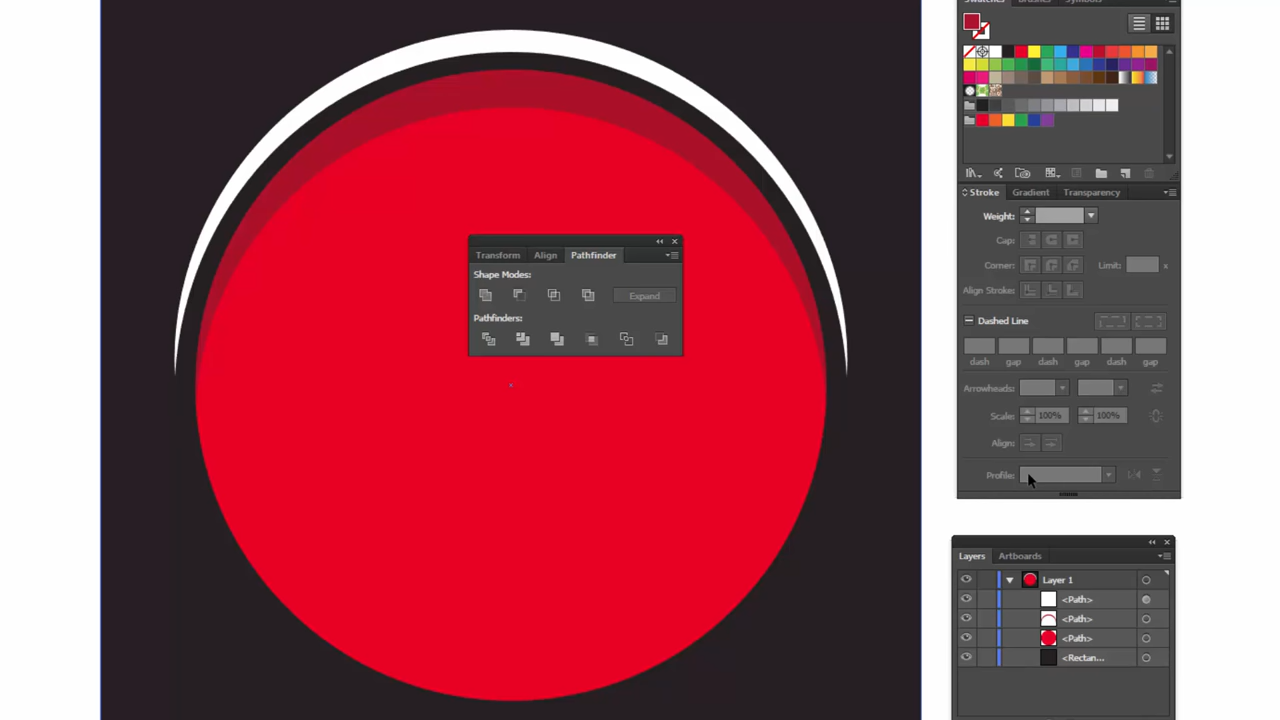 Swatches Brushes Symbols
Stroke Gradient Transparency
Weight:
Cap:
Corner: Limit: x
Align Stroke:
Dashed Line
dash gap dash gap dash gap
Arrowheads:
Scale: 100% 100%
Align:
Profile:
Transform Align Pathfinder
Shape Modes:
Expand
Pathfinders:
Layers Artboards
Layer 1
<Path>
<Path>
<Path>
<Rectan...